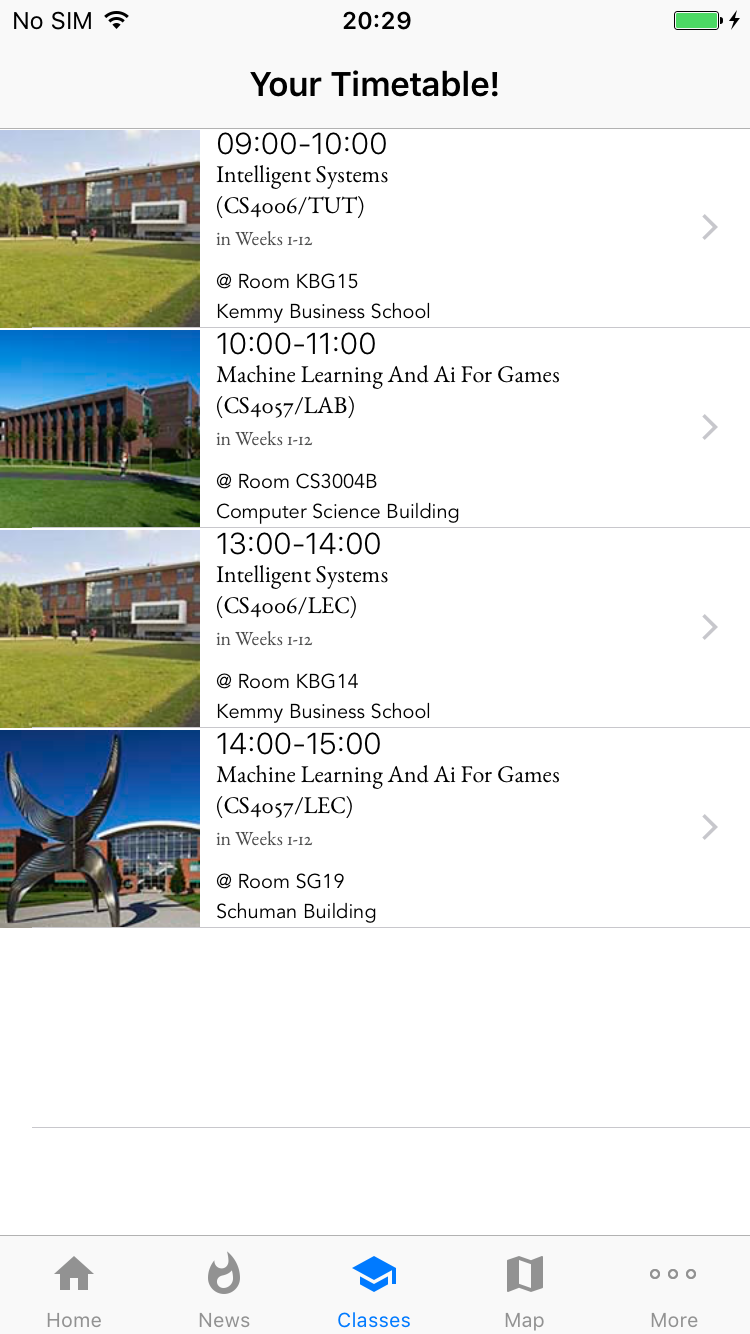 No SIM 20:29
Your Timetable!
09:00-10:00
Intelligent Systems
(CS4006/TUT)
in Weeks 1-12
@ Room KBG15
Kemmy Business School
10:00-11:00
Machine Learning And Ai For Games
(CS4057/LAB)
in Weeks 1-12
@ Room CS3004B
Computer Science Building
13:00-14:00
Intelligent Systems
(CS4006/LEC)
in Weeks 1-12
@ Room KBG14
Kemmy Business School
14:00-15:00
Machine Learning And Ai For Games
(CS4057/LEC)
in Weeks 1-12
@ Room SG19
Schuman Building
Home News Classes Map More